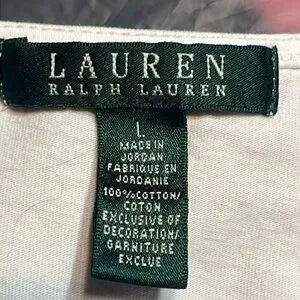 LAUREN
RALPH LAUREN
L
MADE IN
JORDAN
FABRIQUE EN
JORDANIE
100%COTTON/
COTON
EXCLUSIVE OF
DECORATION/
GARNITURE
EXCLUE